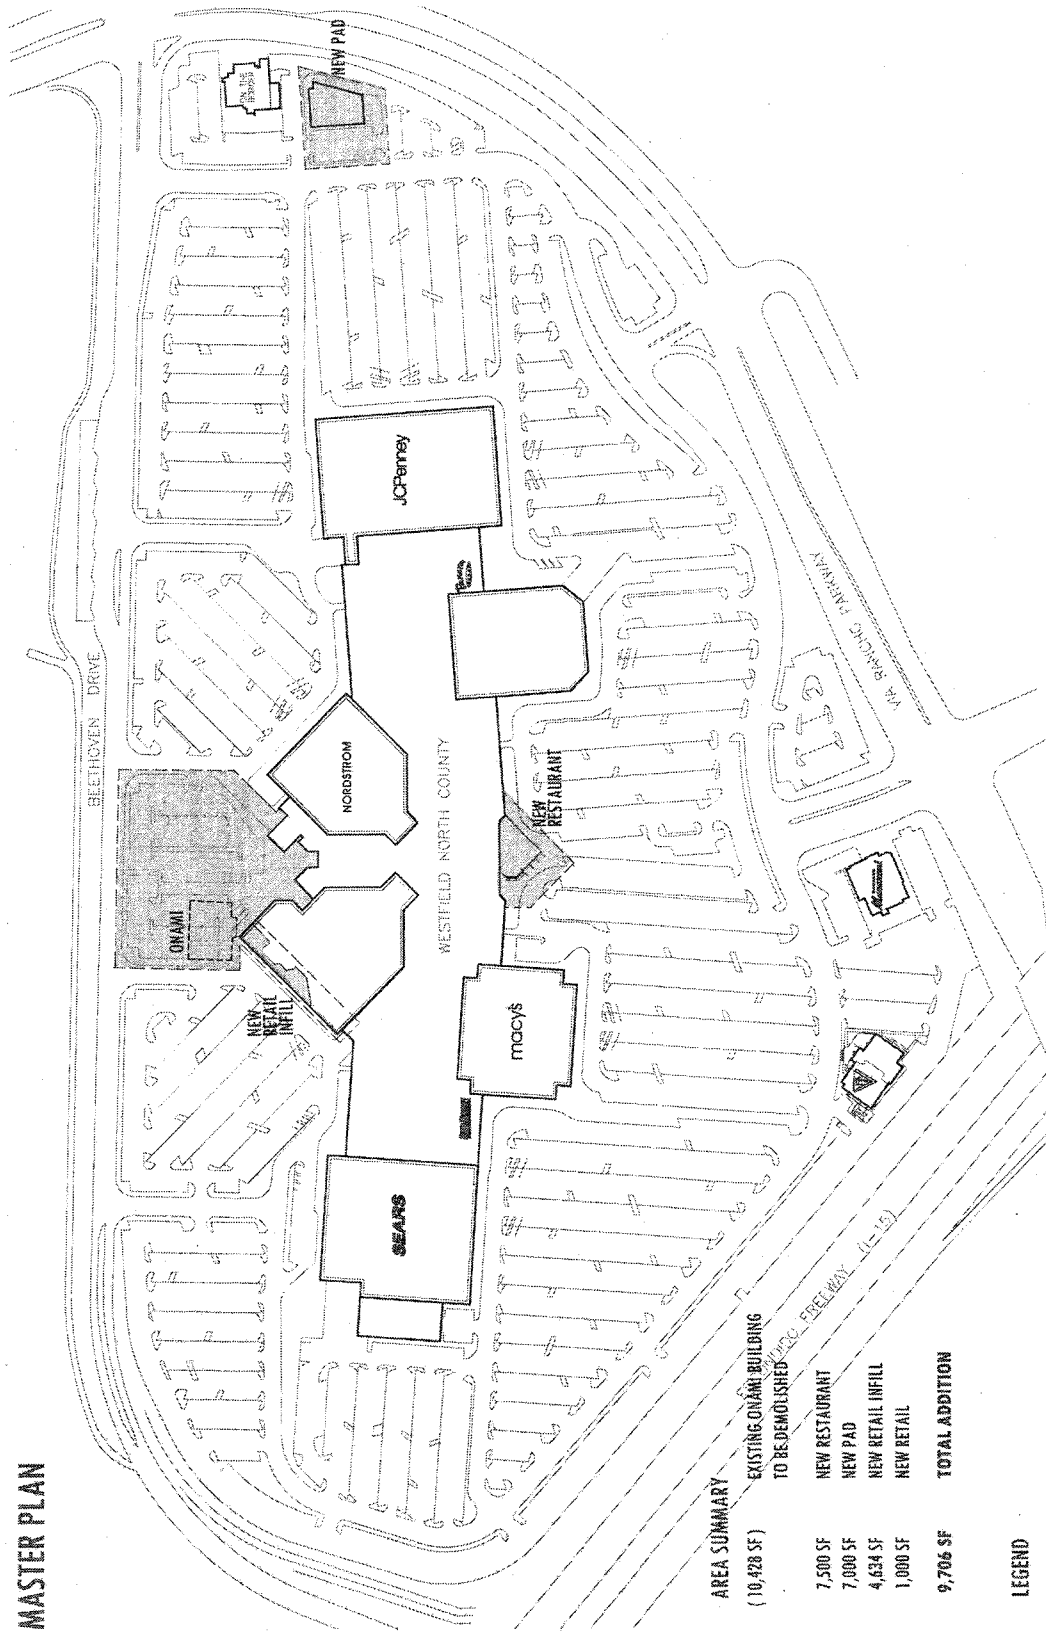 MASTER PLAN
BEETHOVEN DRIVE
NEW PAD
ONAMI
NEW
RETAIL
INFILL
NORDSTROM
JCPenney
WESTFIELD NORTH COUNTY
NEW
RESTAURANT
macy's
SEARS
VIA RANCHO PARKWAY
FREEWAY (I-15)
AREA SUMMARY
(10,428 SF) EXISTING ONAMI BUILDING
TO BE DEMOLISHED
7,500 SF NEW RESTAURANT
7,000 SF NEW PAD
4,634 SF NEW RETAIL INFILL
1,000 SF NEW RETAIL
9,706 SF TOTAL ADDITION
LEGEND